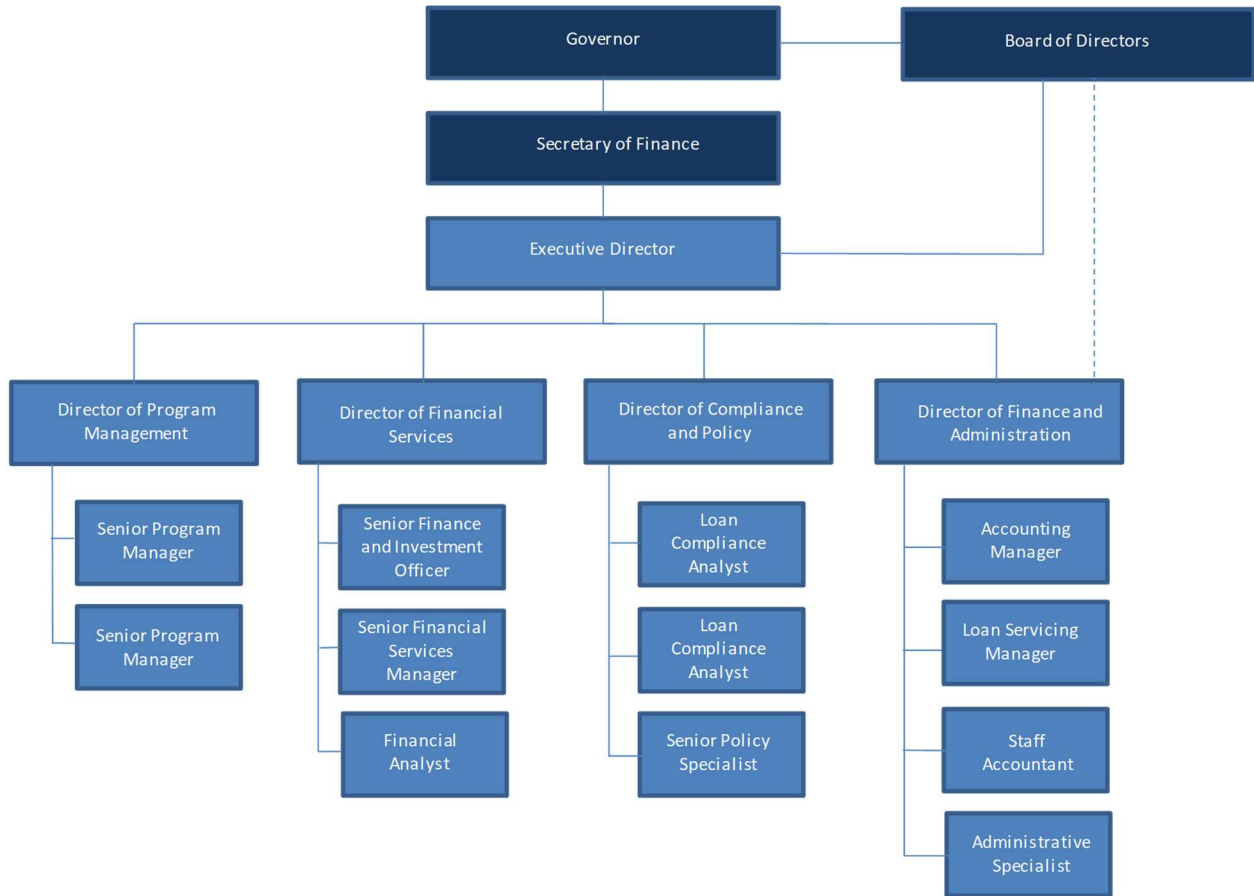 Governor
Board of Directors
Secretary of Finance
Executive Director
Director of Program
Management
Director of Financial
Services
Director of Compliance
and Policy
Director of Finance and
Administration
Senior Program
Manager
Senior Program
Manager
Senior Finance
and Investment
Officer
Senior Financial
Services
Manager
Financial
Analyst
Loan
Compliance
Analyst
Loan
Compliance
Analyst
Senior Policy
Specialist
Accounting
Manager
Loan Servicing
Manager
Staff
Accountant
Administrative
Specialist